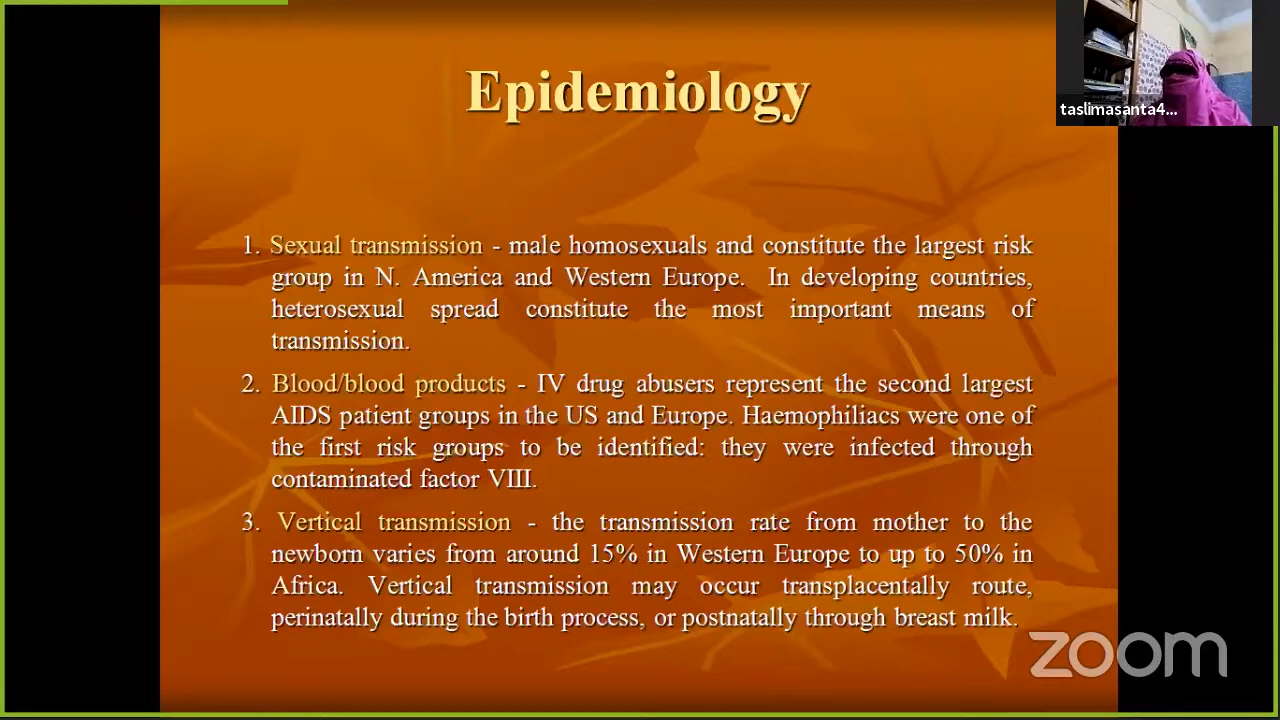 Epidemiology
taslimasanta4...
1. Sexual transmission - male homosexuals and constitute the largest risk
group in N. America and Western Europe. In developing countries,
heterosexual spread constitute the most important means of
transmission.
2. Blood/blood products - IV drug abusers represent the second largest
AIDS patient groups in the US and Europe. Haemophiliacs were one of
the first risk groups to be identified: they were infected through
contaminated factor VIII.
3. Vertical transmission - the transmission rate from mother to the
newborn varies from around 15% in Western Europe to up to 50% in
Africa. Vertical transmission may occur transplacentally route,
perinatally during the birth process, or postnatally through breast milk.
zoom